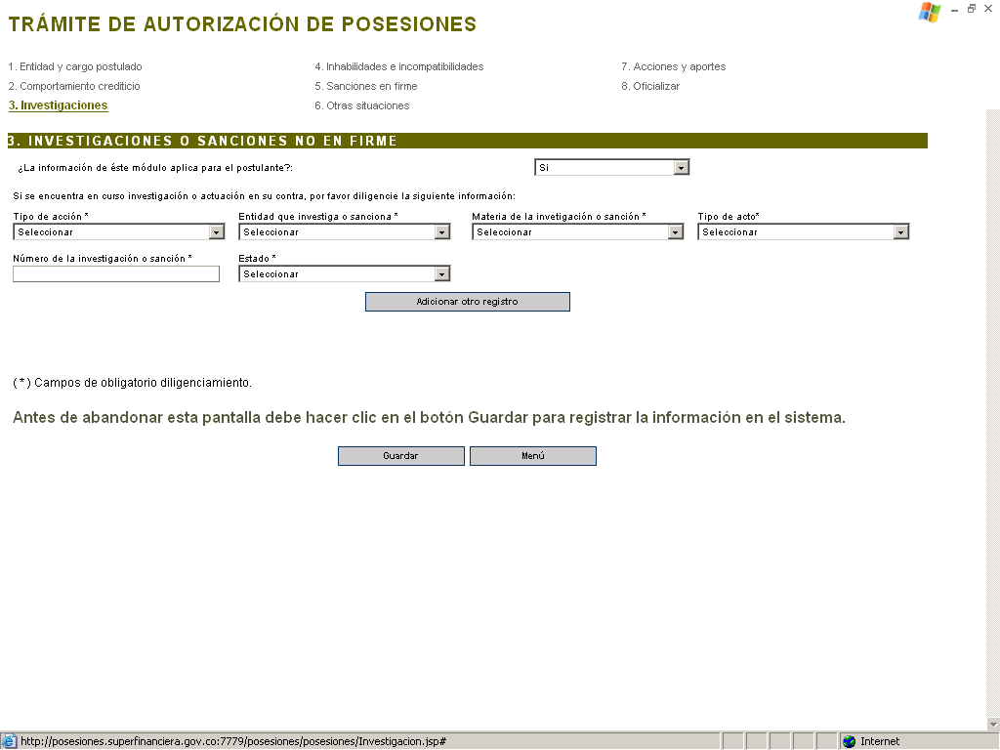 TRÁMITE DE AUTORIZACIÓN DE POSESIONES
1. Entidad y cargo postulado
4. Inhabilidades e incompatibilidades
7. Acciones y aportes
2. Comportamiento crediticio
5. Sanciones en firme
8. Oficializar
3. Investigaciones
6. Otras situaciones
3. INVESTIGACIONES O SANCIONES NO EN FIRME
¿La información de éste módulo aplica para el postulante?:
Si
Si se encuentra en curso investigación o actuación en su contra, por favor diligencie la siguiente información:
Tipo de acción *
Entidad que investiga o sanciona *
Materia de la invetigación o sanción *
Tipo de acto*
Seleccionar
Seleccionar
Seleccionar
Seleccionar
Número de la investigación o sanción *
Estado *
Seleccionar
Adicionar otro registro
( * ) Campos de obligatorio diligenciamiento.
Antes de abandonar esta pantalla debe hacer clic en el botón Guardar para registrar la información en el sistema.
Guardar
Menú
http://posesiones.superfinanciera.gov.co:7779/posesiones/posesiones/Investigacion.jsp#
Internet